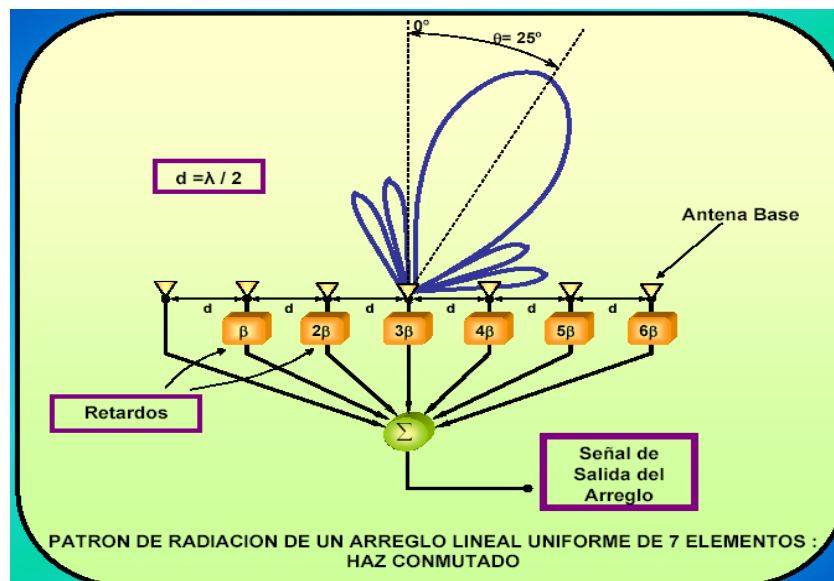 0º
θ= 25º
d =λ / 2
Antena Base
d d d d d d
β 2β 3β 4β 5β 6β
Retardos
Σ
Señal de
Salida del
Arreglo
PATRON DE RADIACION DE UN ARREGLO LINEAL UNIFORME DE 7 ELEMENTOS :
HAZ CONMUTADO